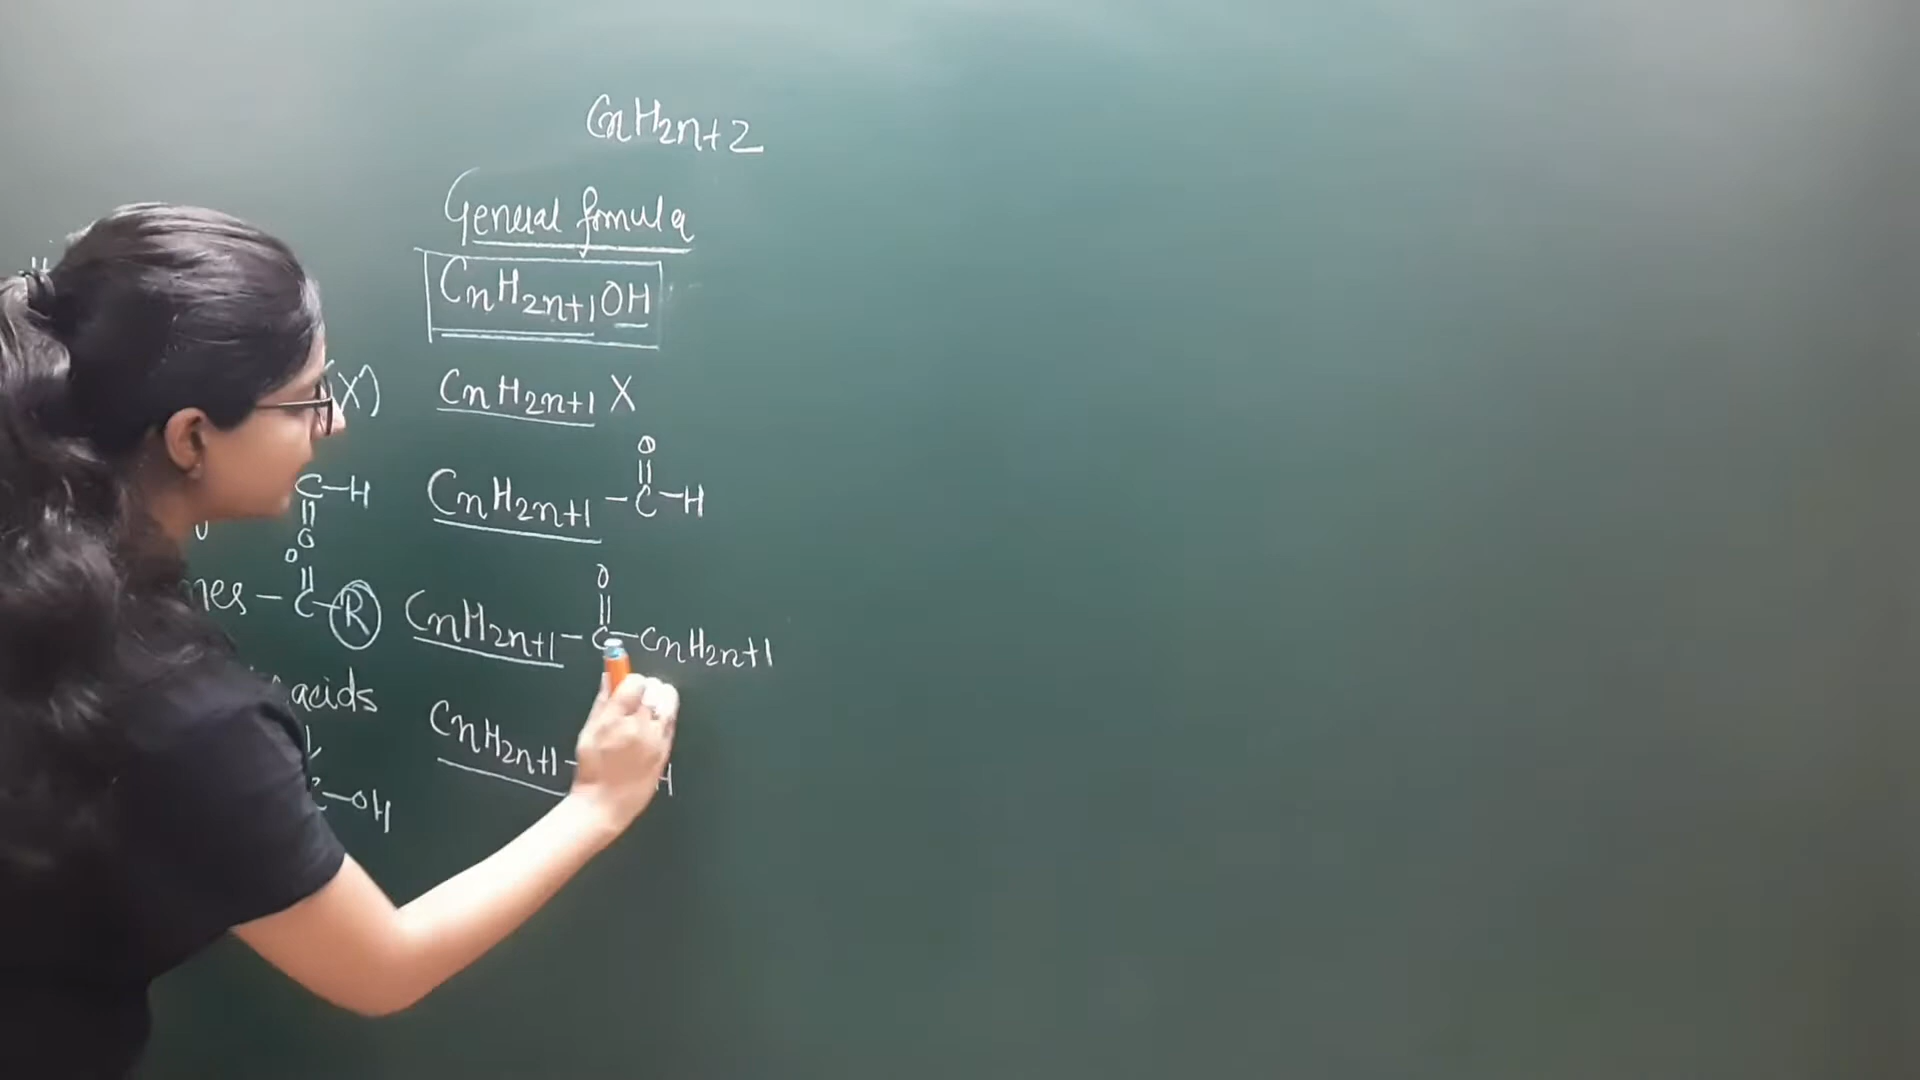 CnH2n+2
General formula
CnH2n+1OH
(X) CnH2n+1 X
O
C-H CnH2n+1 -C-H
O
O O
nes - C-R CnH2n+1 - C-CnH2n+1
acids
CnH2n+1 - H
C-OH